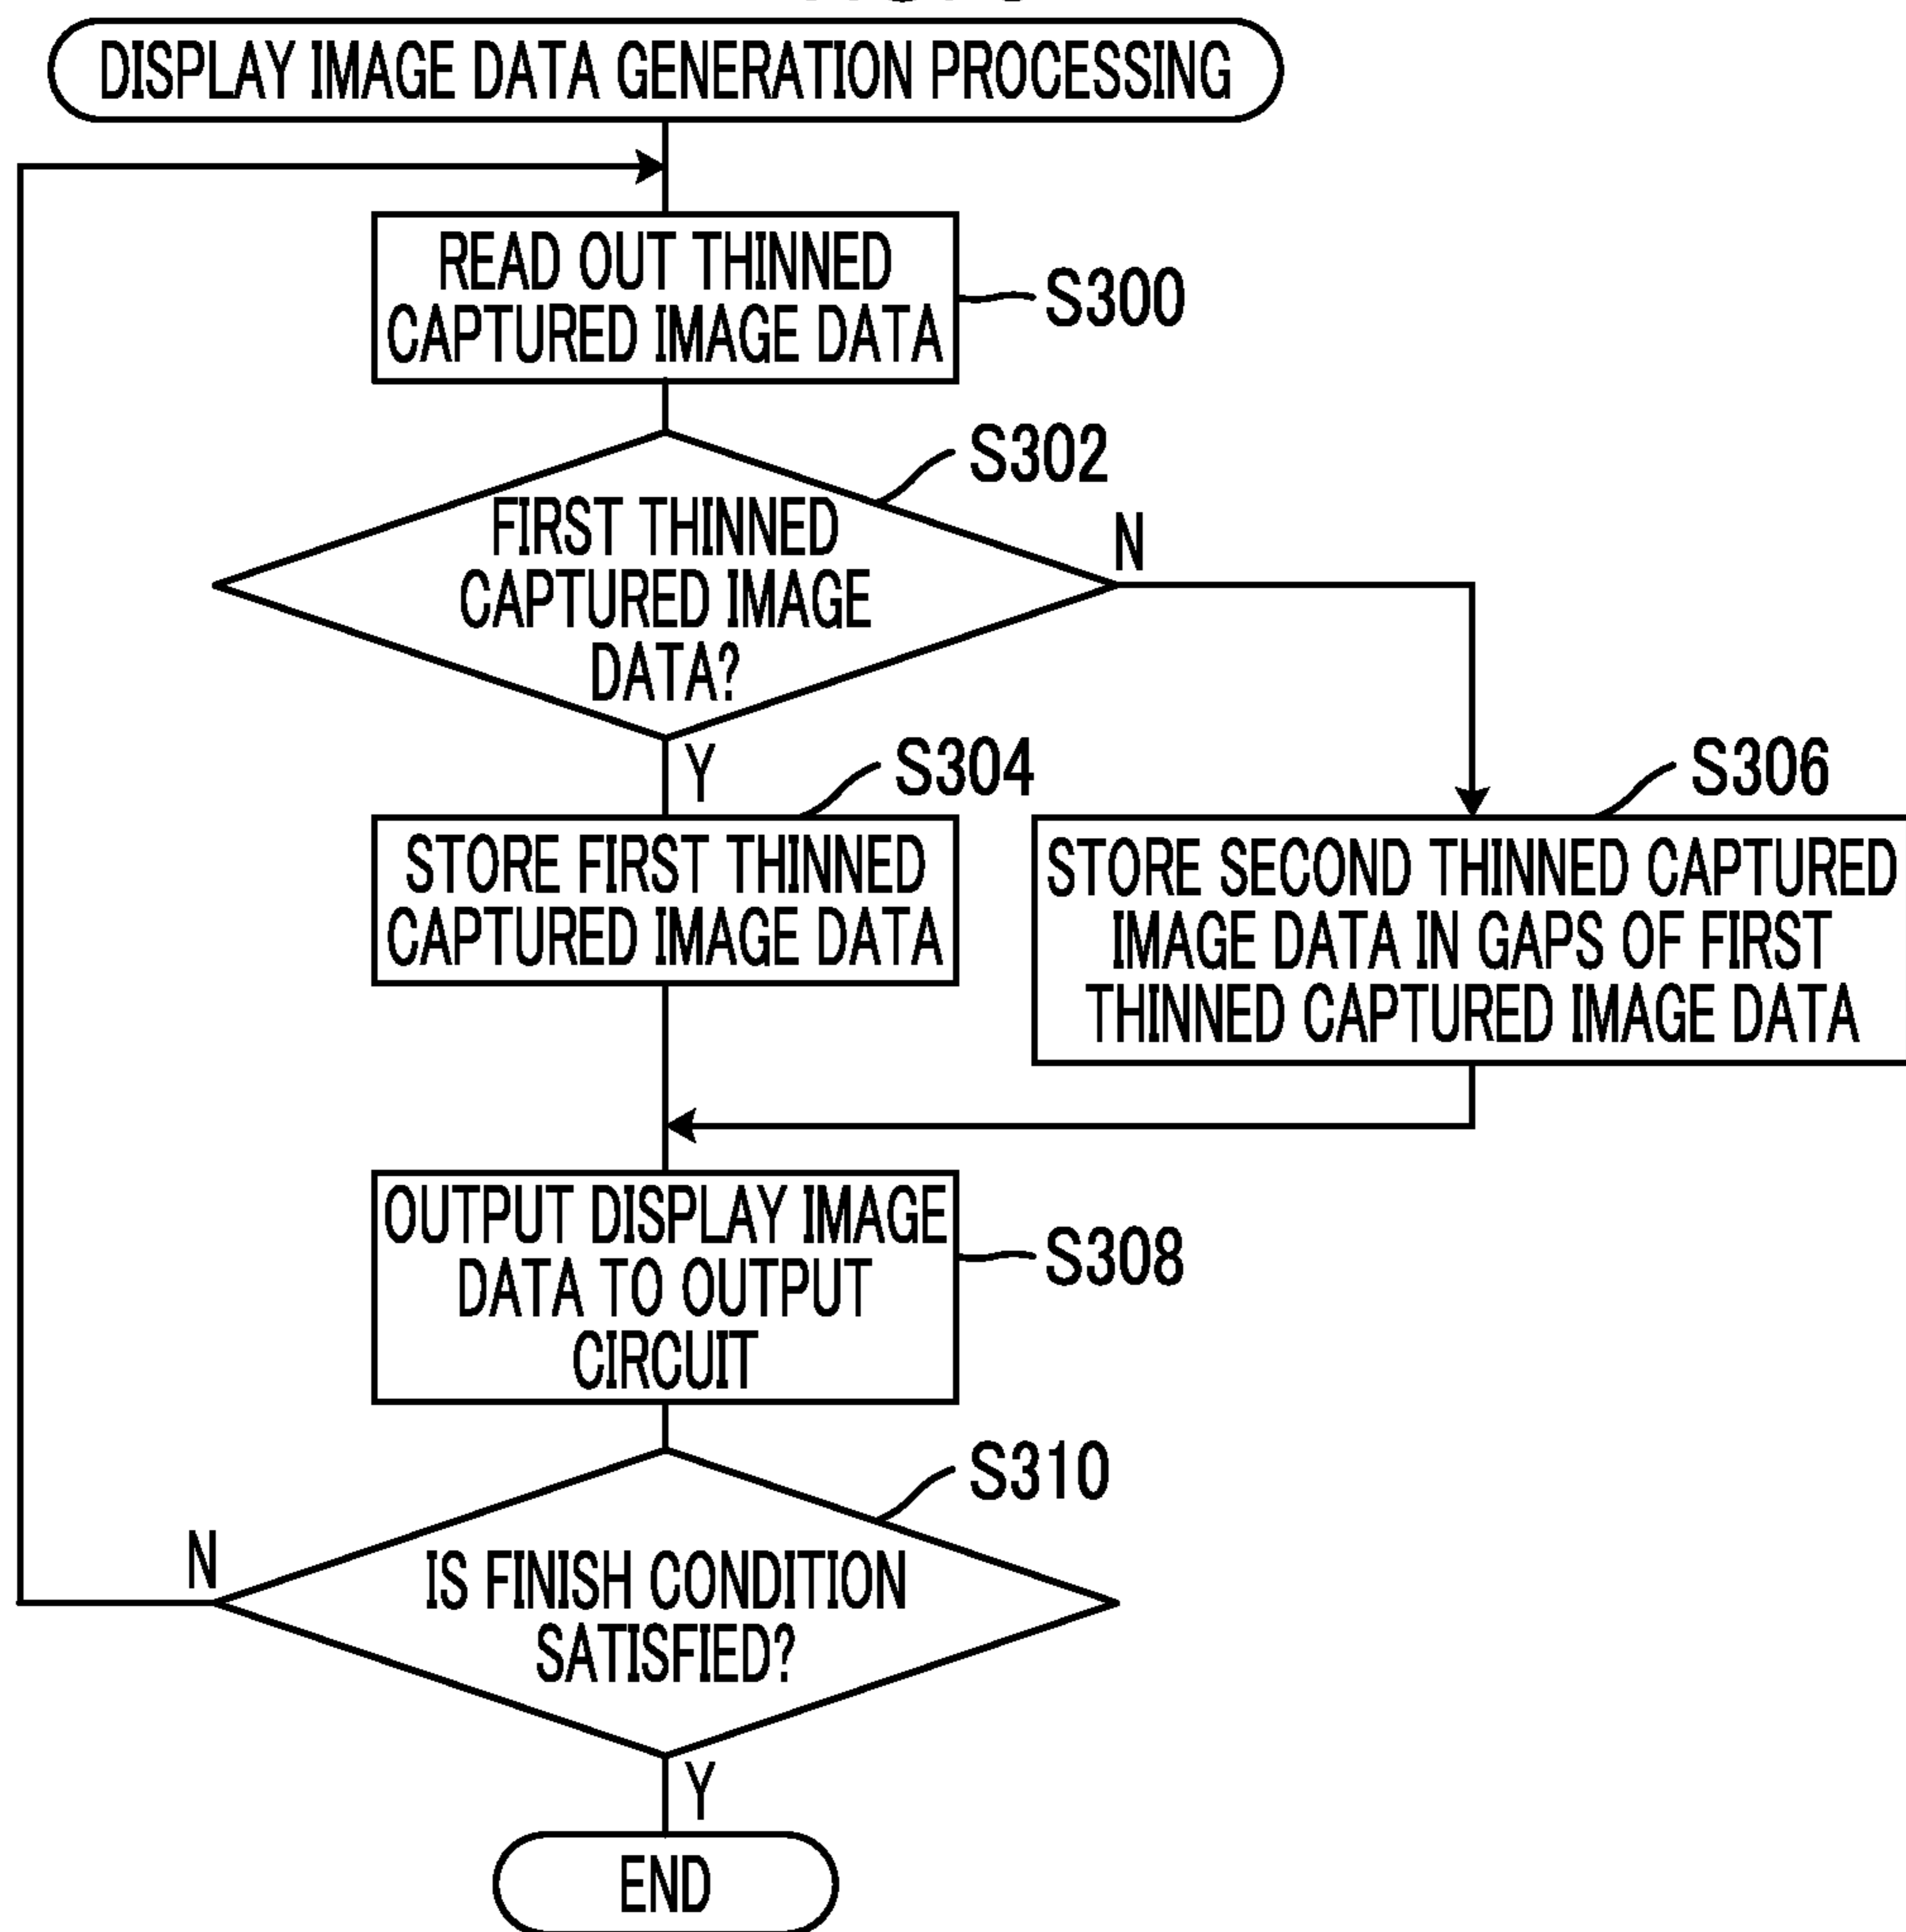 DISPLAY IMAGE DATA GENERATION PROCESSING
READ OUT THINNED
CAPTURED IMAGE DATA
S300
S302
FIRST THINNED
CAPTURED IMAGE
DATA?
N
Y
S304
STORE FIRST THINNED
CAPTURED IMAGE DATA
S306
STORE SECOND THINNED CAPTURED
IMAGE DATA IN GAPS OF FIRST
THINNED CAPTURED IMAGE DATA
OUTPUT DISPLAY IMAGE
DATA TO OUTPUT
CIRCUIT
S308
S310
IS FINISH CONDITION
SATISFIED?
N
Y
END